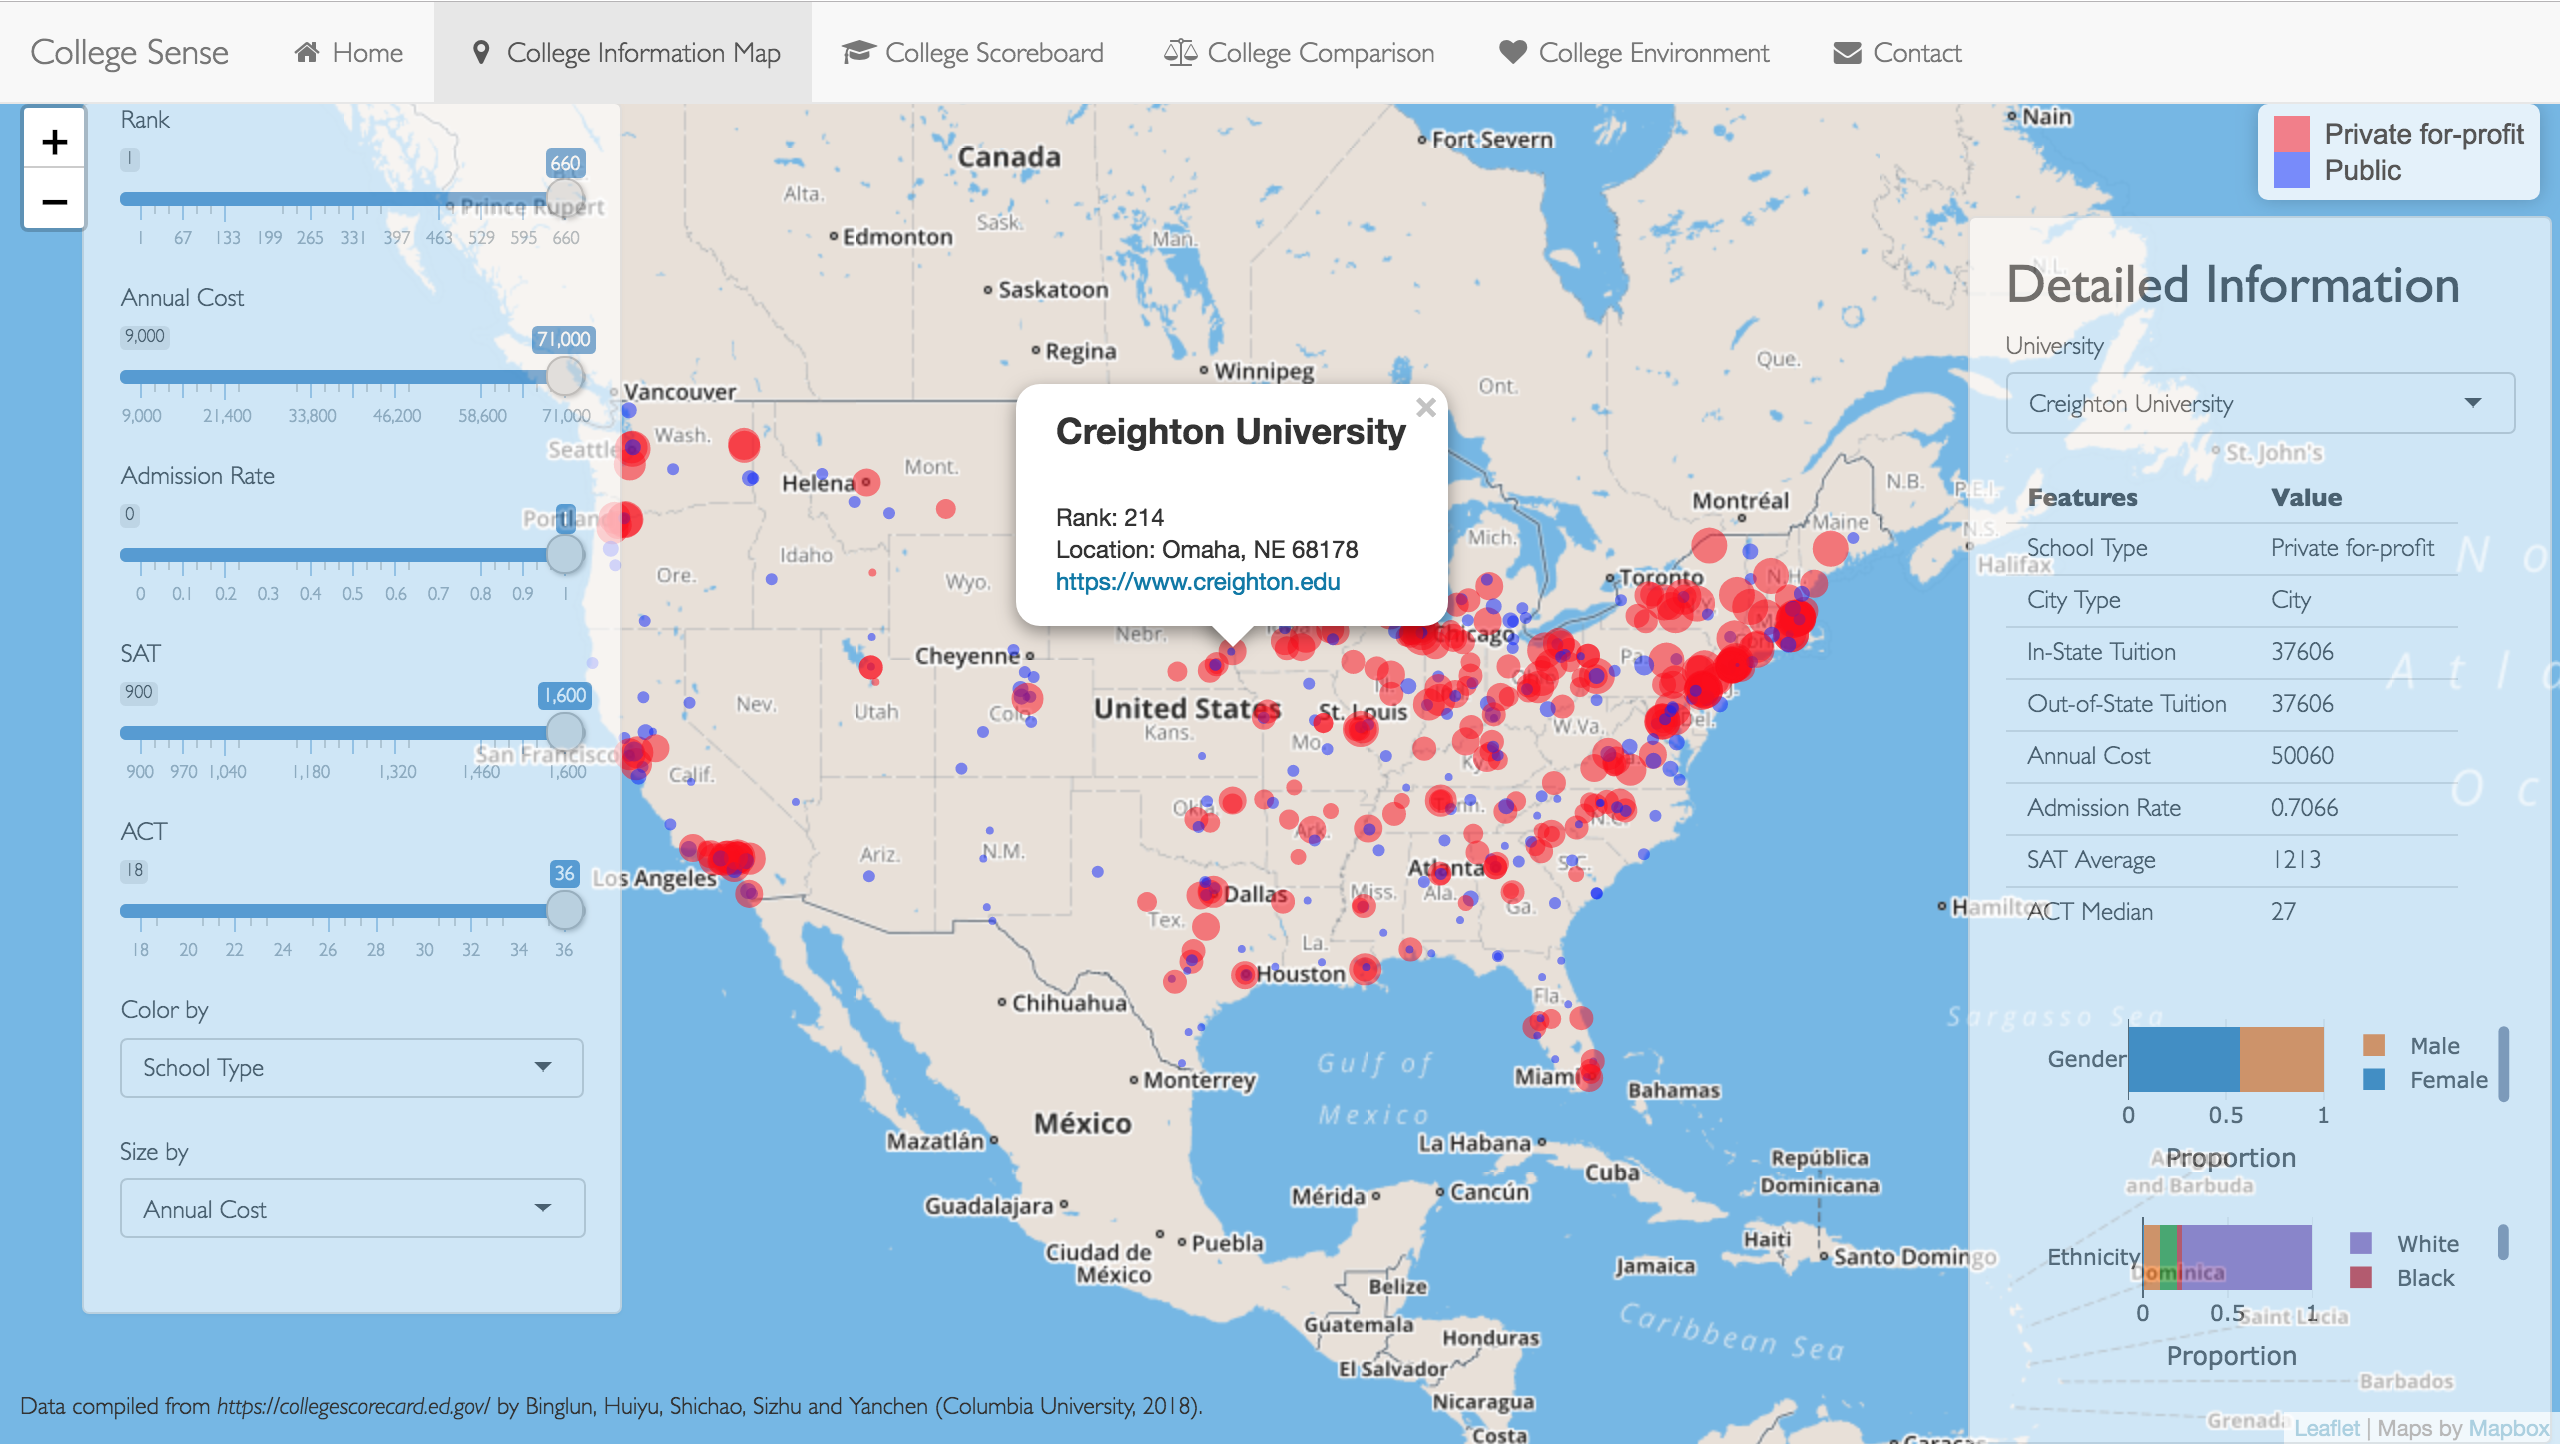 College Sense Home College Information Map College Scoreboard College Comparison College Environment Contact
+
−
Rank
1 660
1 67 133 199 265 331 397 463 529 595 660
Annual Cost
9,000 71,000
9,000 21,400 33,800 46,200 58,600 71,000
Admission Rate
0 1
0 0.1 0.2 0.3 0.4 0.5 0.6 0.7 0.8 0.9 1
SAT
900 1,600
900 970 1,040 1,180 1,320 1,460 1,600
ACT
18 36
18 20 22 24 26 28 30 32 34 36
Color by
School Type
Size by
Annual Cost
Private for-profit
Public
Creighton University ×
Rank: 214
Location: Omaha, NE 68178
https://www.creighton.edu
Detailed Information
University
Creighton University
Features Value
School Type Private for-profit
City Type City
In-State Tuition 37606
Out-of-State Tuition 37606
Annual Cost 50060
Admission Rate 0.7066
SAT Average 1213
ACT Median 27
Gender
Male
Female
0 0.5 1
Proportion
Ethnicity
White
Black
0 0.5 1
Proportion
Canada
Fort Severn
Nain
Alta.
Prince Rupert
Sask.
Edmonton
Man.
N.L.
Saskatoon
Regina
Winnipeg
Que.
Ont.
Vancouver
Wash.
Seattle
Helena
Mont.
St. John's
N.B.
P.E.I.
Montréal
Maine
N.S.
Halifax
Portland
Mich.
Idaho
Ore.
Wyo.
Toronto
N.H.
Nebr.
Chicago
Cheyenne
Pa.
United States
St. Louis
Nev.
Utah
Colo.
Kans.
Mo.
W.Va.
Del.
San Francisco
Calif.
Ky.
Okla.
Tenn.
Ark.
N.C.
Ariz.
N.M.
Los Angeles
Atlanta
S.C.
Dallas
Miss.
Ala.
Ga.
Hamilton
Tex.
La.
Houston
Fla.
Chihuahua
Sargasso Sea
Gulf of
Mexico
Monterrey
Miami
Bahamas
México
Mazatlán
La Habana
Cuba
República
Dominicana
Antigua
and Barbuda
Mérida
Cancún
Guadalajara
Haiti
Santo Domingo
Ciudad de
México
Puebla
Jamaica
Dominica
Belize
Saint Lucia
Guatemala
Honduras
Caribbean Sea
El Salvador
Barbados
Nicaragua
Grenada
Costa
Caracas
Data compiled from https://collegescorecard.ed.gov/ by Binglun, Huiyu, Shichao, Sizhu and Yanchen (Columbia University, 2018).
Leaflet | Maps by Mapbox